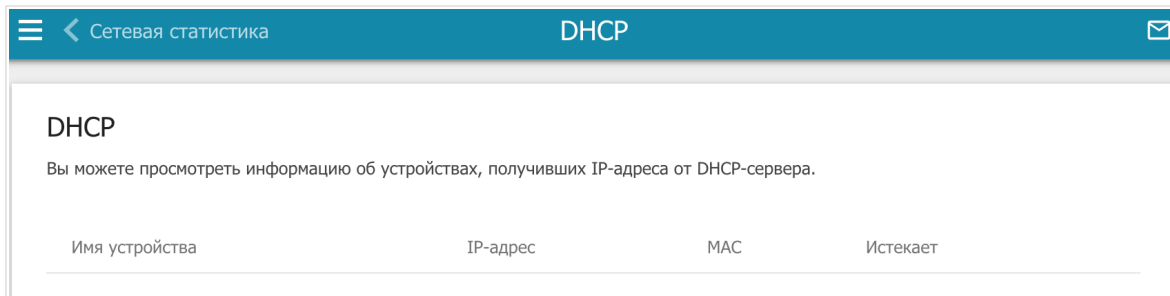 Сетевая статистика DHCP
DHCP
Вы можете просмотреть информацию об устройствах, получивших IP-адреса от DHCP-сервера.
Имя устройства IP-адрес MAC Истекает